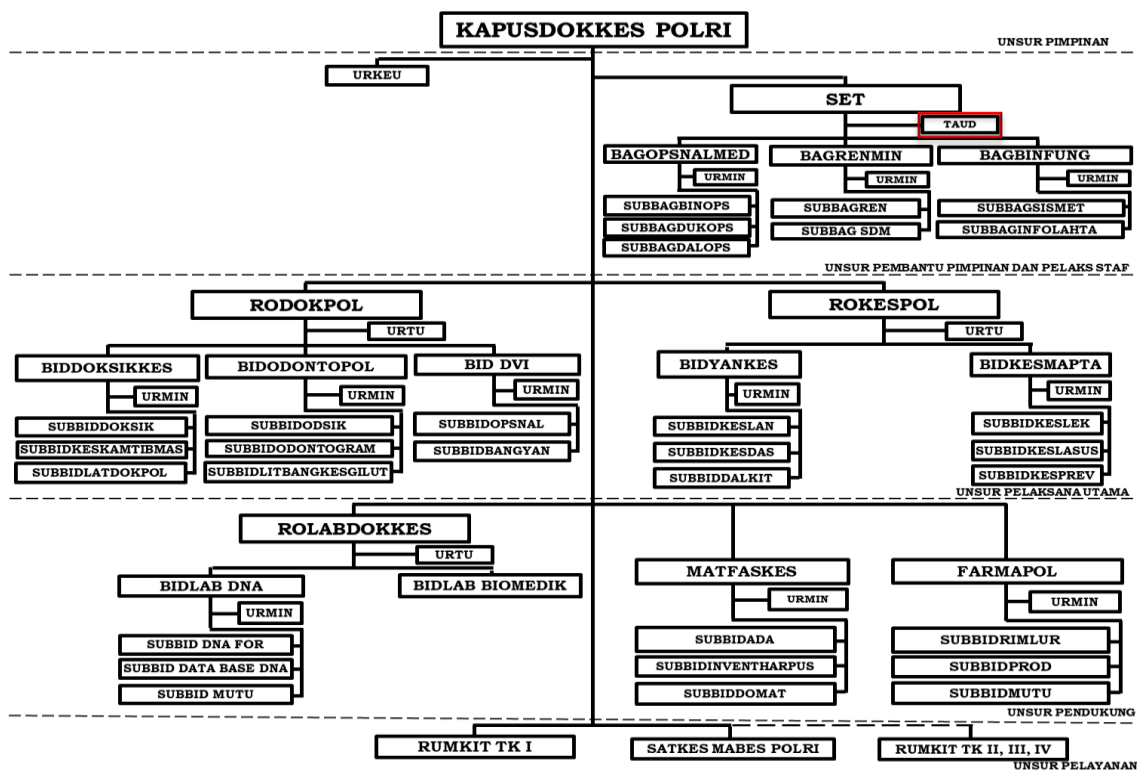 KAPUSDOKKES POLRI
UNSUR PIMPINAN
URKEU
SET
TAUD
BAGOPSNALMED
BAGRENMIN
BAGBINFUNG
URMIN
URMIN
URMIN
SUBBAGBINOPS
SUBBAGREN
SUBBAGSISMET
SUBBAGDUKOPS
SUBBAG SDM
SUBBAGINFOLAHTA
SUBBAGDALOPS
UNSUR PEMBANTU PIMPINAN DAN PELAKS STAF
RODOKPOL
ROKESPOL
URTU
URTU
BIDDOKSIKKES
BIDODONTOPOL
BID DVI
BIDYANKES
BIDKESMAPTA
URMIN
URMIN
URMIN
URMIN
URMIN
SUBBIDDOKSIK
SUBBIDODSIK
SUBBIDOPSNAL
SUBBIDKESLAN
SUBBIDKESLEK
SUBBIDKESKAMTIBMAS
SUBBIDODONTOGRAM
SUBBIDBANGYAN
SUBBIDKESDAS
SUBBIDKESLASUS
SUBBIDLATDOKPOL
SUBBIDLITBANGKESGILUT
SUBBIDDALKIT
SUBBIDKESPREV
UNSUR PELAKSANA UTAMA
ROLABDOKKES
URTU
BIDLAB DNA
BIDLAB BIOMEDIK
MATFASKES
FARMAPOL
URMIN
URMIN
URMIN
SUBBID DNA FOR
SUBBIDADA
SUBBIDRIMLUR
SUBBID DATA BASE DNA
SUBBIDINVENTHARPUS
SUBBIDPROD
SUBBID MUTU
SUBBIDDOMAT
SUBBIDMUTU
UNSUR PENDUKUNG
RUMKIT TK I
SATKES MABES POLRI
RUMKIT TK II, III, IV
UNSUR PELAYANAN